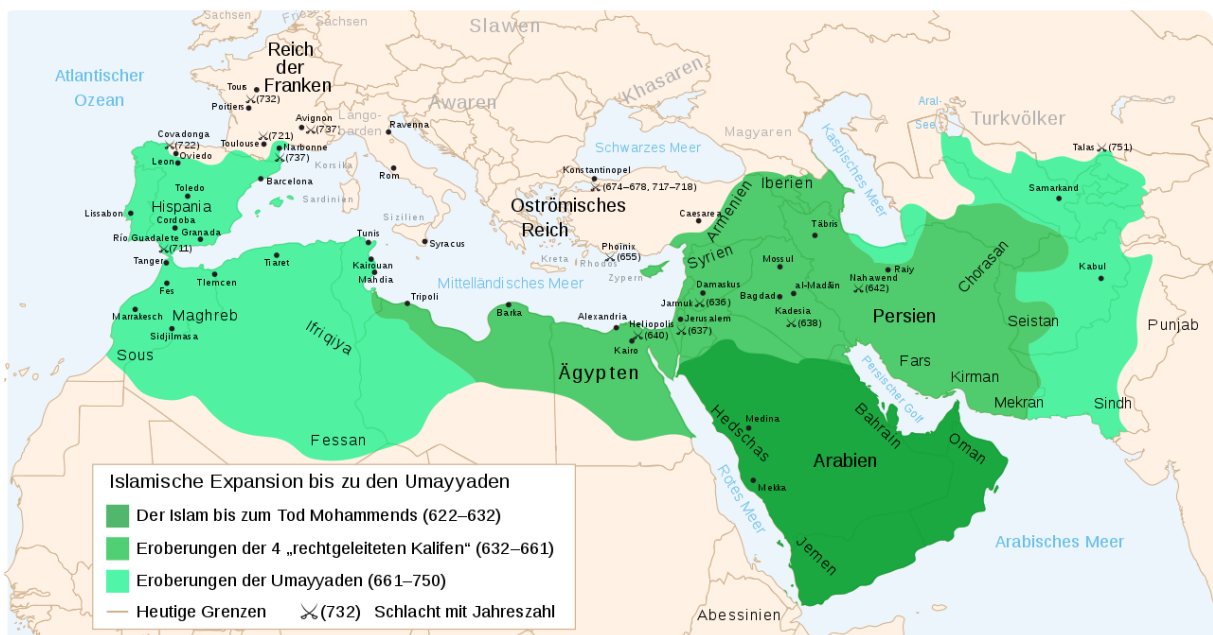 Sachsen
Friesen
Sachsen
Slawen
Atlantischer
Ozean
Reich
der
Franken
Tours
(732)
Poitiers
Khasaren
Awaren
Lango-
barden
Avignon
(737)
Ravenna
Magyaren
Aral-
See
Turkvölker
Kaspisches Meer
Talas (751)
Covadonga
(722)
Oviedo
Leon
(721)
Toulouse
Narbonne
(737)
Korsika
Rom
Schwarzes Meer
Konstantinopel
(674–678, 717–718)
Iberien
Armenien
Barcelona
Toledo
Hispania
Sardinien
Samarkand
Lissabon
Cordoba
Granada
Río Guadalete
(711)
Oströmisches
Reich
Caesarea
Täbris
Sizilien
Syracus
Tunis
Tanger
Kairouan
Mahdia
Tiaret
Tlemcen
Fes
Phoinix
(655)
Kreta
Rhodos
Zypern
Syrien
Mossul
Raiy
Nahawend
(642)
Chorasan
Kabul
Mittelländisches Meer
Damaskus
Jarmuk (636)
Bagdad
al-Madāin
Kadesia
(638)
Marrakesch
Maghreb
Sidjilmasa
Sous
Ifriqiya
Tripoli
Barka
Alexandria
Heliopolis
(640)
Kairo
Jerusalem
(637)
Persien
Seistan
Punjab
Ägypten
Fars
Kirman
Mekran
Sindh
Persischer Golf
Fessan
Hedschas
Medina
Bahrain
Oman
Arabien
Mekka
Rotes Meer
Jemen
Arabisches Meer
Abessinien
Islamische Expansion bis zu den Umayyaden
Der Islam bis zum Tod Mohammends (622–632)
Eroberungen der 4 „rechtgeleiteten Kalifen“ (632–661)
Eroberungen der Umayyaden (661–750)
Heutige Grenzen (732) Schlacht mit Jahreszahl